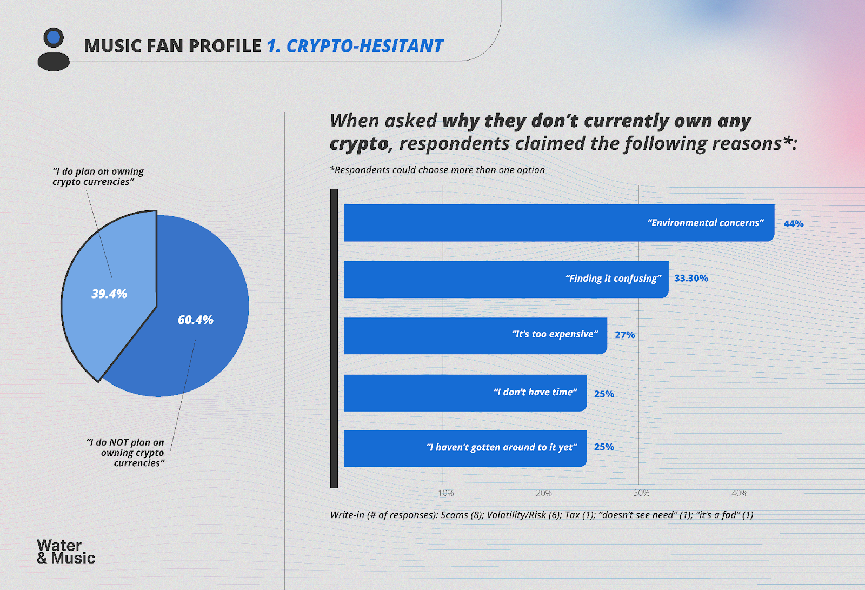 MUSIC FAN PROFILE 1. CRYPTO-HESITANT
"I do plan on owning
crypto currencies"
39.4%
60.4%
"I do NOT plan on
owning crypto
currencies"
When asked why they don't currently own any
crypto, respondents claimed the following reasons*:
*Respondents could choose more than one option
"Environmental concerns" 44%
"Finding it confusing" 33.30%
"It's too expensive" 27%
"I don't have time" 25%
"I haven't gotten around to it yet" 25%
10% 20% 30% 40%
Write-in (# of responses): Scams (8); Volatility/Risk (6); Tax (1); "doesn't see need" (1); "it's a fad" (1)
Water
& Music